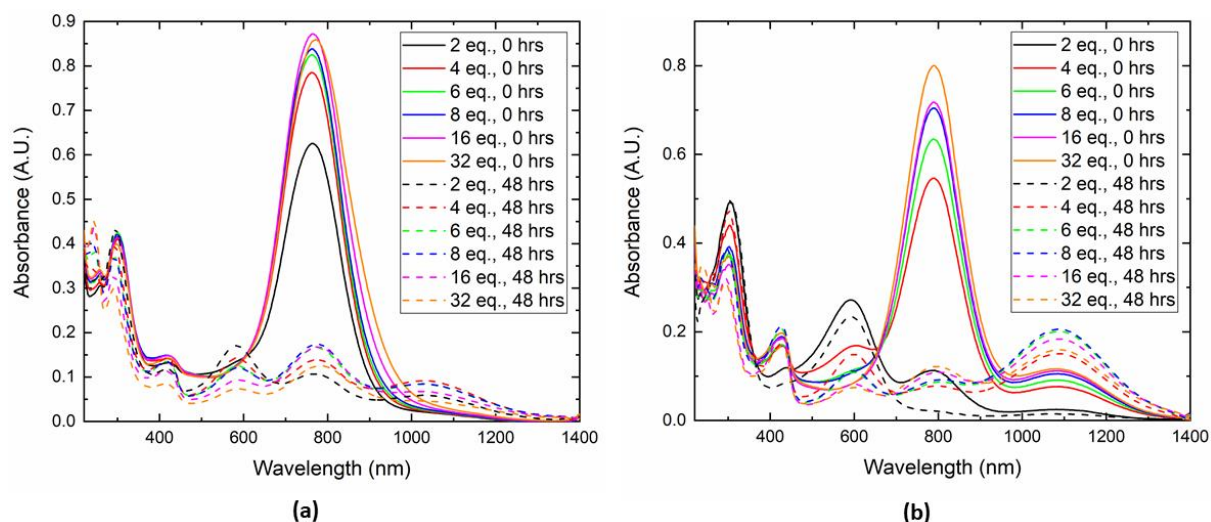 0.9
0.8
0.7
0.6
0.5
0.4
0.3
0.2
0.1
0.0
Absorbance (A.U.)
2 eq., 0 hrs
4 eq., 0 hrs
6 eq., 0 hrs
8 eq., 0 hrs
16 eq., 0 hrs
32 eq., 0 hrs
2 eq., 48 hrs
4 eq., 48 hrs
6 eq., 48 hrs
8 eq., 48 hrs
16 eq., 48 hrs
32 eq., 48 hrs
400 600 800 1000 1200 1400
Wavelength (nm)
(a)
0.8
0.6
0.4
0.2
0.0
Absorbance (A.U.)
2 eq., 0 hrs
4 eq., 0 hrs
6 eq., 0 hrs
8 eq., 0 hrs
16 eq., 0 hrs
32 eq., 0 hrs
2 eq., 48 hrs
4 eq., 48 hrs
6 eq., 48 hrs
8 eq., 48 hrs
16 eq., 48 hrs
32 eq., 48 hrs
400 600 800 1000 1200 1400
Wavelength (nm)
(b)